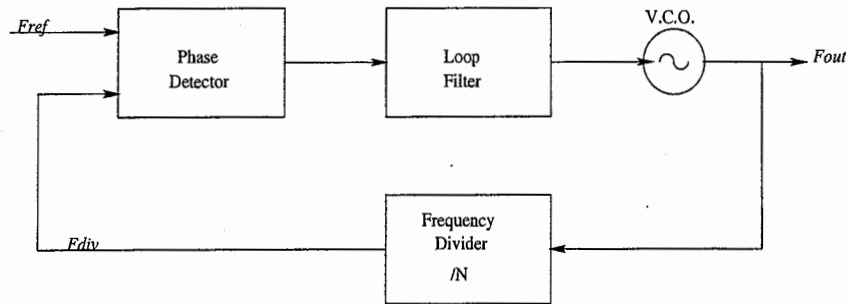 V.C.O.
Fref
Phase
Detector
Loop
Filter
Fout
Frequency
Divider
/N
Fdiv